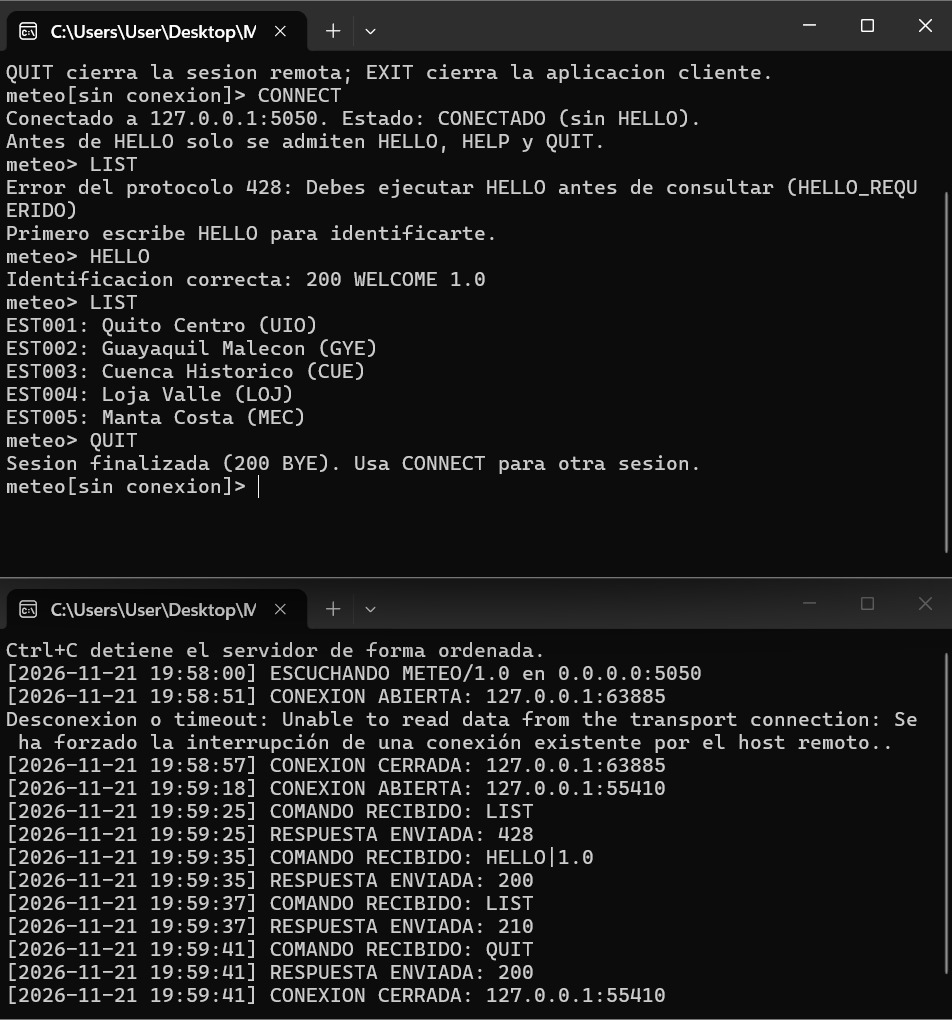 C:\Users\User\Desktop\M
QUIT cierra la sesion remota; EXIT cierra la aplicacion cliente.
meteo[sin conexion]> CONNECT
Conectado a 127.0.0.1:5050. Estado: CONECTADO (sin HELLO).
Antes de HELLO solo se admiten HELLO, HELP y QUIT.
meteo> LIST
Error del protocolo 428: Debes ejecutar HELLO antes de consultar (HELLO_REQU
ERIDO)
Primero escribe HELLO para identificarte.
meteo> HELLO
Identificacion correcta: 200 WELCOME 1.0
meteo> LIST
EST001: Quito Centro (UIO)
EST002: Guayaquil Malecon (GYE)
EST003: Cuenca Historico (CUE)
EST004: Loja Valle (LOJ)
EST005: Manta Costa (MEC)
meteo> QUIT
Sesion finalizada (200 BYE). Usa CONNECT para otra sesion.
meteo[sin conexion]>
C:\Users\User\Desktop\M
Ctrl+C detiene el servidor de forma ordenada.
[2026-11-21 19:58:00] ESCUCHANDO METEO/1.0 en 0.0.0.0:5050
[2026-11-21 19:58:51] CONEXION ABIERTA: 127.0.0.1:63885
Desconexion o timeout: Unable to read data from the transport connection: Se
ha forzado la interrupción de una conexión existente por el host remoto..
[2026-11-21 19:58:57] CONEXION CERRADA: 127.0.0.1:63885
[2026-11-21 19:59:18] CONEXION ABIERTA: 127.0.0.1:55410
[2026-11-21 19:59:25] COMANDO RECIBIDO: LIST
[2026-11-21 19:59:25] RESPUESTA ENVIADA: 428
[2026-11-21 19:59:35] COMANDO RECIBIDO: HELLO|1.0
[2026-11-21 19:59:35] RESPUESTA ENVIADA: 200
[2026-11-21 19:59:37] COMANDO RECIBIDO: LIST
[2026-11-21 19:59:37] RESPUESTA ENVIADA: 210
[2026-11-21 19:59:41] COMANDO RECIBIDO: QUIT
[2026-11-21 19:59:41] RESPUESTA ENVIADA: 200
[2026-11-21 19:59:41] CONEXION CERRADA: 127.0.0.1:55410